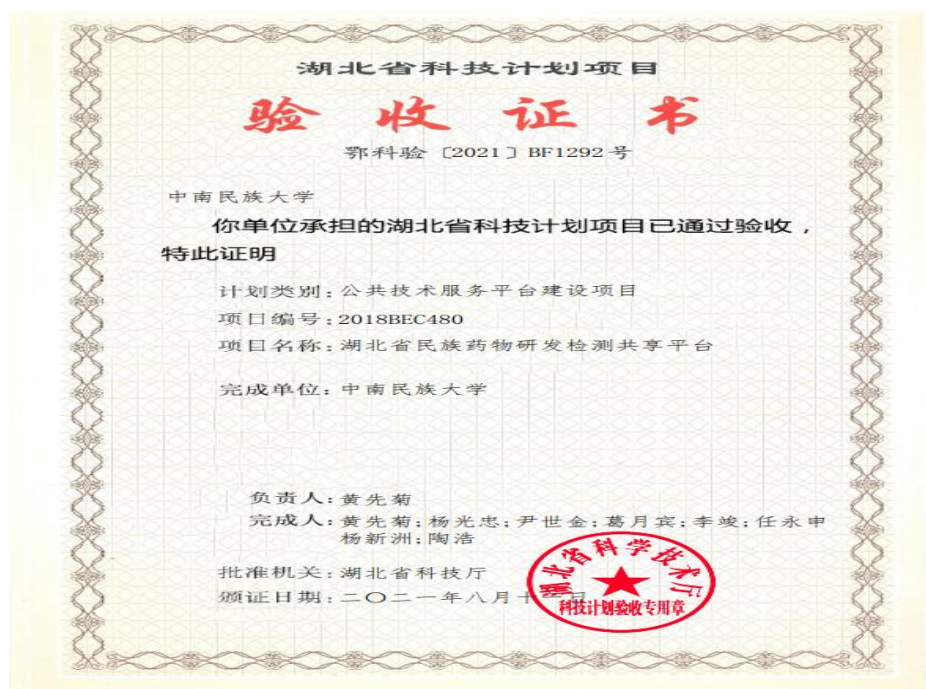 湖北省科技计划项目
验收证书
鄂科验〔2021〕BF1292号
中南民族大学
你单位承担的湖北省科技计划项目已通过验收，
特此证明
计划类别：公共技术服务平台建设项目
项目编号：2018BEC480
项目名称：湖北省民族药物研发检测共享平台
完成单位：中南民族大学
负责人：黄先菊
完成人：黄先菊；杨光忠；尹世金；葛月宾；李竣；任永申
杨新洲；陶浩
批准机关：湖北省科技厅
颁证日期：二〇二一年八月十 日
湖北省科学技术厅
科技计划验收专用章